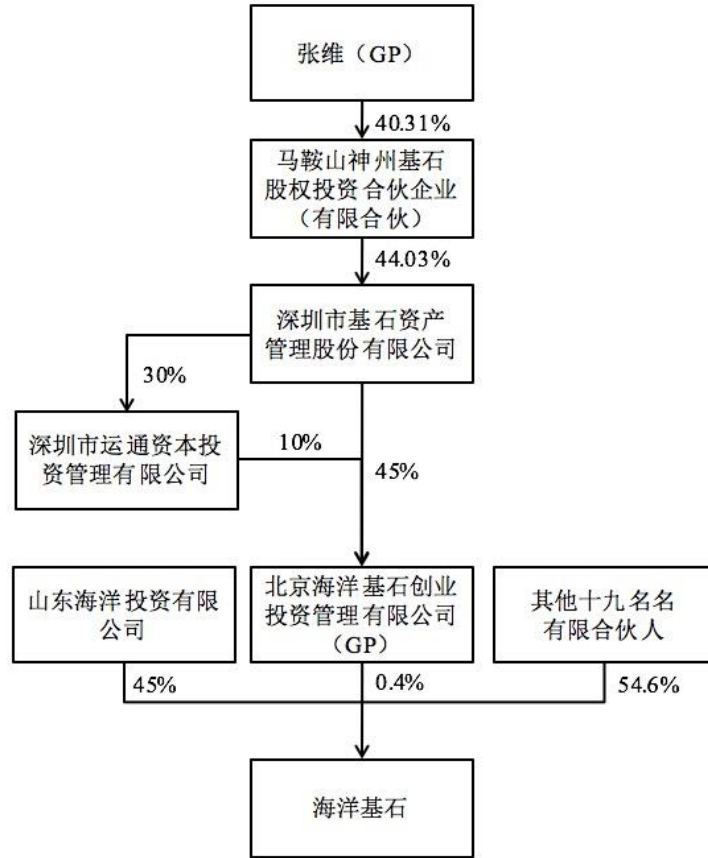 张维（GP）
40.31%
马鞍山神州基石
股权投资合伙企业
（有限合伙）
44.03%
深圳市基石资产
管理股份有限公司
30%
深圳市运通资本投
资管理有限公司
10%
45%
山东海洋投资有限
公司
北京海洋基石创业
投资管理有限公司
（GP）
其他十九名名
有限合伙人
45%
0.4%
54.6%
海洋基石